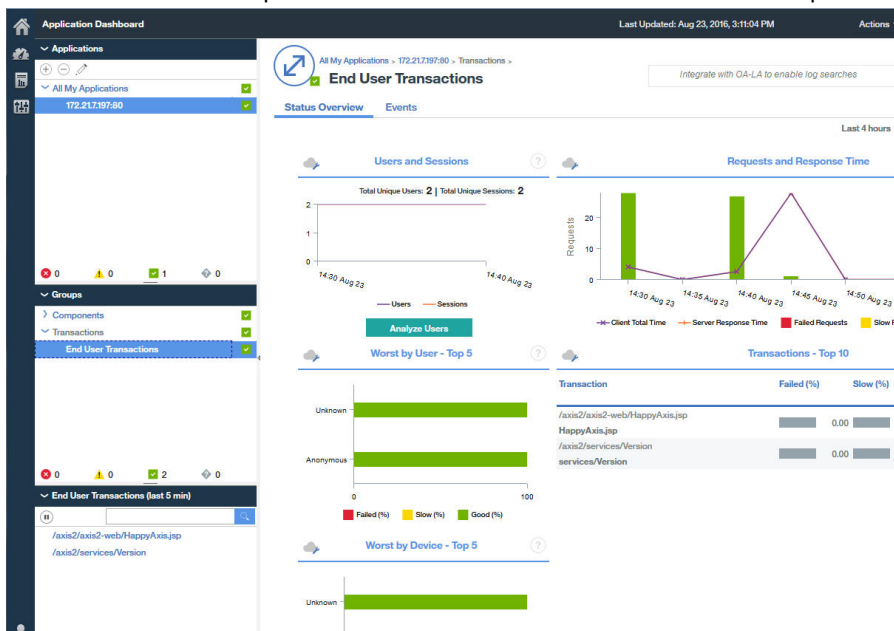 Application Dashboard
Last Updated: Aug 23, 2016, 3:11:04 PM
Actions
Applications
All My Applications
172.21.7.197:80
0 0 1 0
Groups
Components
Transactions
End User Transactions
0 0 2 0
End User Transactions (last 5 min)
/axis2/axis2-web/HappyAxis.jsp
/axis2/services/Version
All My Applications > 172.21.7.197:80 > Transactions >
End User Transactions
Integrate with OA-LA to enable log searches
Status Overview Events
Last 4 hours
Users and Sessions ?
Total Unique Users: 2 | Total Unique Sessions: 2
2
1
0
14:30 Aug 23 14:40 Aug 23
Users Sessions
Analyze Users
Requests and Response Time
Requests
20
10
0
14:30 Aug 23 14:35 Aug 23 14:40 Aug 23 14:45 Aug 23 14:50 Aug 23
Client Total Time Server Response Time Failed Requests Slow
Worst by User - Top 5 ?
Unknown
Anonymous
0 100
Failed (%) Slow (%) Good (%)
Transactions - Top 10
Transaction Failed (%) Slow (%)
/axis2/axis2-web/HappyAxis.jsp
HappyAxis.jsp
0.00
/axis2/services/Version
services/Version
0.00
Worst by Device - Top 5 ?
Unknown